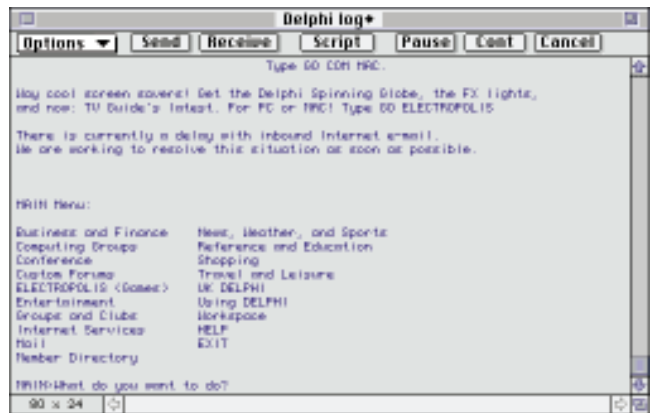 Delphi log+
Options Send Receive Script Pause Cont Cancel
Type GO COM MAC.
Way cool screen savers! Get the Delphi Spinning Globe, the FX lights,
and now: TV Guide's latest. For PC or MAC! Type GO ELECTROPOLIS
There is currently a delay with inbound Internet e-mail.
We are working to resolve this situation as soon as possible.
MAIN Menu:
Business and Finance News, Weather, and Sports
Computing Groups Reference and Education
Conference Shopping
Custom Forums Travel and Leisure
ELECTROPOLIS (Games) UK DELPHI
Entertainment Using DELPHI
Groups and Clubs Workspace
Internet Services HELP
Mail EXIT
Member Directory
MAIN>What do you want to do?
80 x 24